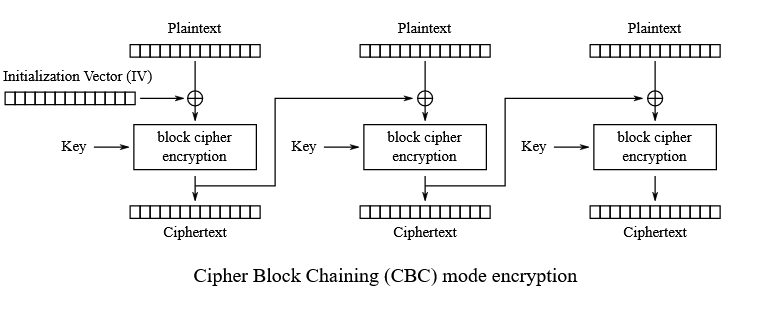 Plaintext
Plaintext
Plaintext
Initialization Vector (IV)
Key
block cipher
encryption
Key
block cipher
encryption
Key
block cipher
encryption
Ciphertext
Ciphertext
Ciphertext
Cipher Block Chaining (CBC) mode encryption